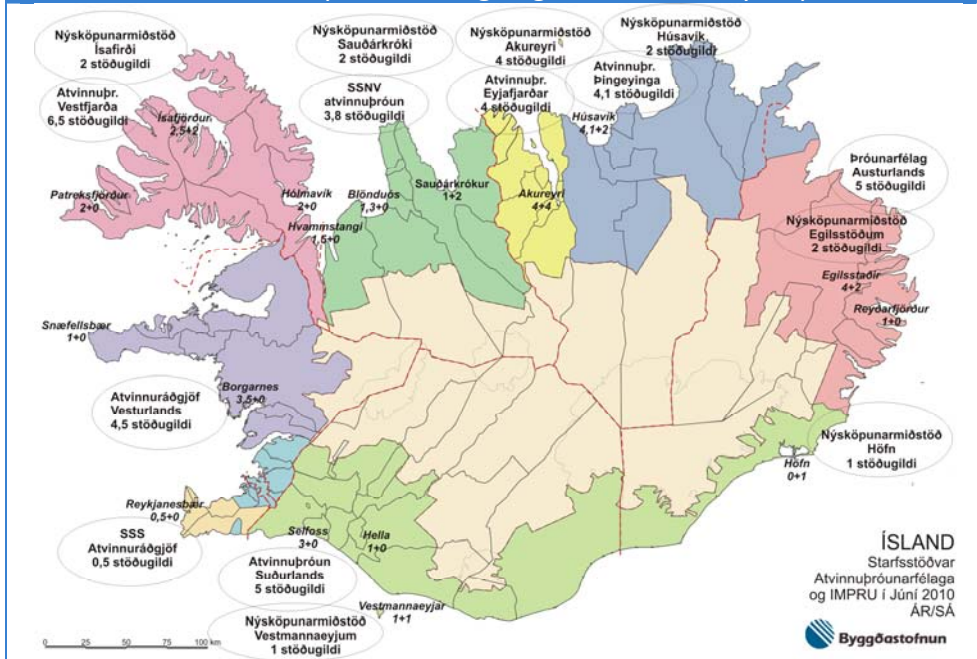 Nýsköpunarmiðstöð
Ísafirði
2 stöðugildi
Nýsköpunarmiðstöð
Sauðárkróki
2 stöðugildi
Nýsköpunarmiðstöð
Akureyri
4 stöðugildi
Nýsköpunarmiðstöð
Húsavík
2 stöðugildi
Atvinnuþr.
Vestfjarða
6,5 stöðugildi
SSNV
atvinnuþróun
3,8 stöðugildi
Atvinnuþr.
Eyjafjarðar
4 stöðugildi
Atvinnuþr.
Þingeyinga
4,1 stöðugildi
Ísafjörður
2,5+2
Húsavík
4,1+2
Þróunarfélag
Austurlands
5 stöðugildi
Patreksfjörður
2+0
Hólmavík
2+0
Blönduós
1,3+0
Sauðárkrókur
1+2
Akureyri
4+4
Hvammstangi
1,5+0
Nýsköpunarmiðstöð
Egilsstöðum
2 stöðugildi
Egilsstaðir
4+2
Reyðarfjörður
1+0
Snæfellsbær
1+0
Borgarnes
3,5+0
Atvinnuráðgjöf
Vesturlands
4,5 stöðugildi
Nýsköpunarmiðstöð
Höfn
1 stöðugildi
Höfn
0+1
Reykjanesbær
0,5+0
Selfoss
3+0
Hella
1+0
SSS
Atvinnuráðgjöf
0,5 stöðugildi
Atvinnuþróun
Suðurlands
5 stöðugildi
Vestmannaeyjar
1+1
Nýsköpunarmiðstöð
Vestmannaeyjum
1 stöðugildi
ÍSLAND
Starfsstöðvar
Atvinnuþróunarfélaga
og IMPRU í Júní 2010
ÁR/SÁ
Byggðastofnun
0 25 50 75 100 km